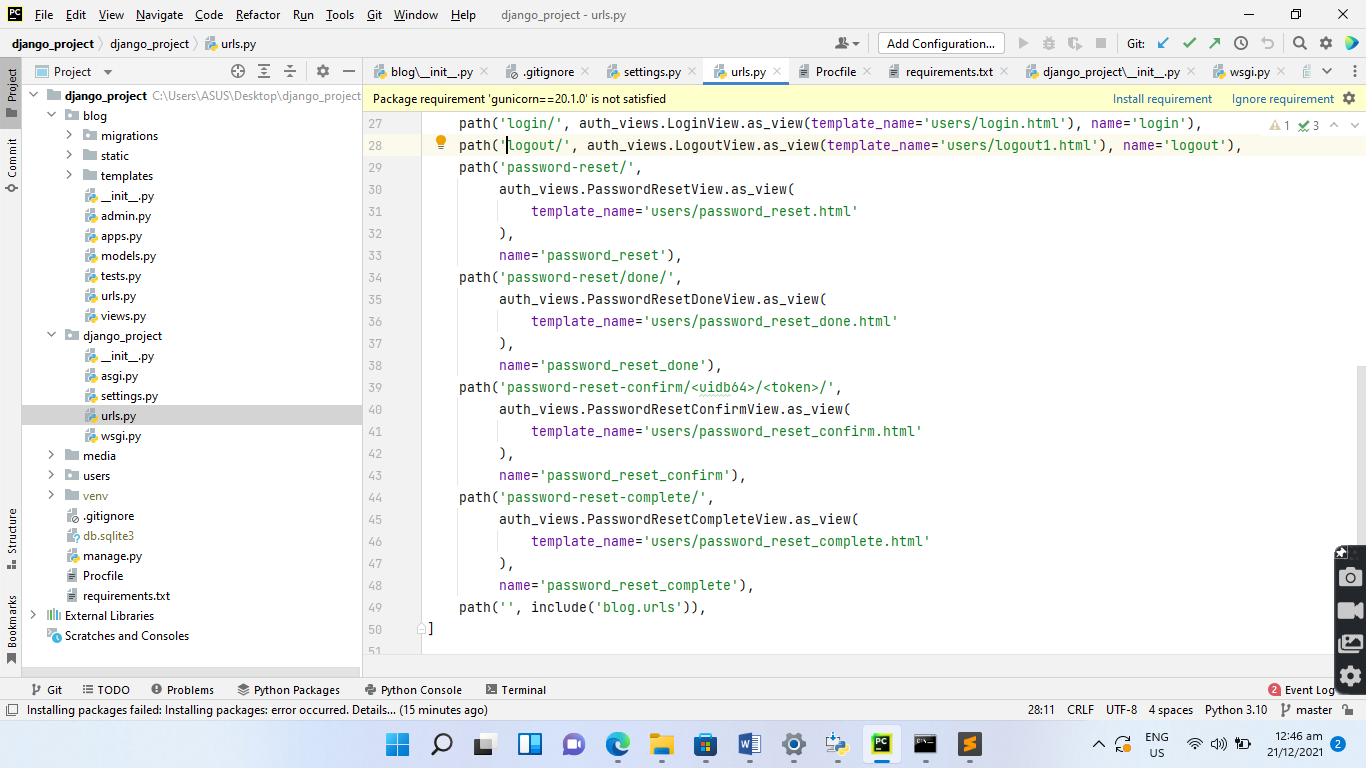 PC File Edit View Navigate Code Refactor Run Tools Git Window Help django_project - urls.py
django_project django_project urls.py Add Configuration... Git:
Project blog\__init__.py .gitignore settings.py urls.py Procfile requirements.txt django_project\__init__.py wsgi.py
Project
Commit
Structure
Bookmarks
django_project C:\Users\ASUS\Desktop\django_project
blog
migrations
static
templates
__init__.py
admin.py
apps.py
models.py
tests.py
urls.py
views.py
django_project
__init__.py
asgi.py
settings.py
urls.py
wsgi.py
media
users
venv
.gitignore
db.sqlite3
manage.py
Procfile
requirements.txt
External Libraries
Scratches and Consoles
Package requirement 'gunicorn==20.1.0' is not satisfied Install requirement Ignore requirement
1 3
27 path('login/', auth_views.LoginView.as_view(template_name='users/login.html'), name='login'),
28 path('logout/', auth_views.LogoutView.as_view(template_name='users/logout1.html'), name='logout'),
29 path('password-reset/',
30 auth_views.PasswordResetView.as_view(
31 template_name='users/password_reset.html'
32 ),
33 name='password_reset'),
34 path('password-reset/done/',
35 auth_views.PasswordResetDoneView.as_view(
36 template_name='users/password_reset_done.html'
37 ),
38 name='password_reset_done'),
39 path('password-reset-confirm/<uidb64>/<token>/',
40 auth_views.PasswordResetConfirmView.as_view(
41 template_name='users/password_reset_confirm.html'
42 ),
43 name='password_reset_confirm'),
44 path('password-reset-complete/',
45 auth_views.PasswordResetCompleteView.as_view(
46 template_name='users/password_reset_complete.html'
47 ),
48 name='password_reset_complete'),
49 path('', include('blog.urls')),
50 ]
51
Git TODO Problems Python Packages Python Console Terminal 2 Event Log
Installing packages failed: Installing packages: error occurred. Details... (15 minutes ago) 28:11 CRLF UTF-8 4 spaces Python 3.10 master
ENG
US
12:46 am
21/12/2021
2